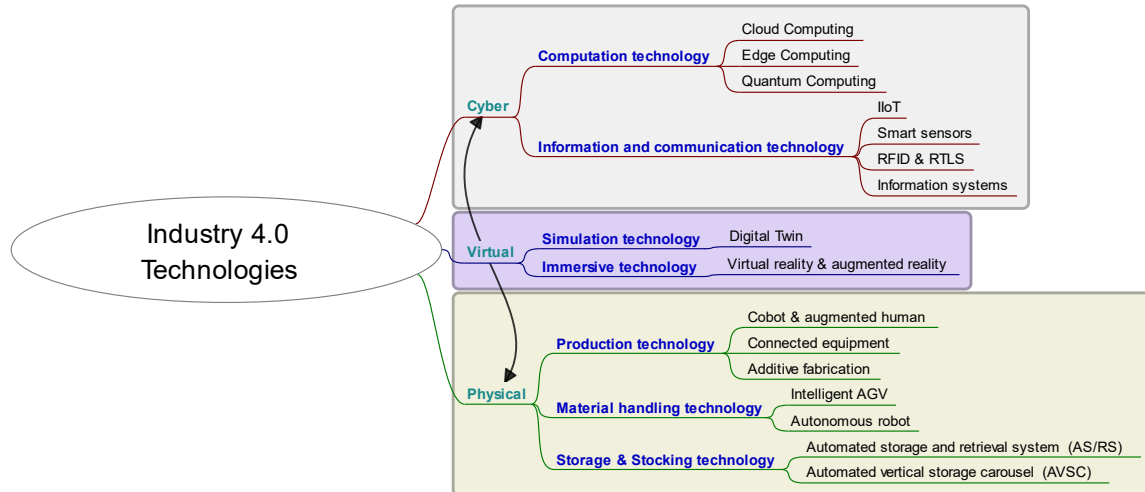 Industry 4.0
Technologies
Cyber
Computation technology
Cloud Computing
Edge Computing
Quantum Computing
Information and communication technology
IIoT
Smart sensors
RFID & RTLS
Information systems
Virtual
Simulation technology
Digital Twin
Immersive technology
Virtual reality & augmented reality
Physical
Production technology
Cobot & augmented human
Connected equipment
Additive fabrication
Material handling technology
Intelligent AGV
Autonomous robot
Storage & Stocking technology
Automated storage and retrieval system (AS/RS)
Automated vertical storage carousel (AVSC)